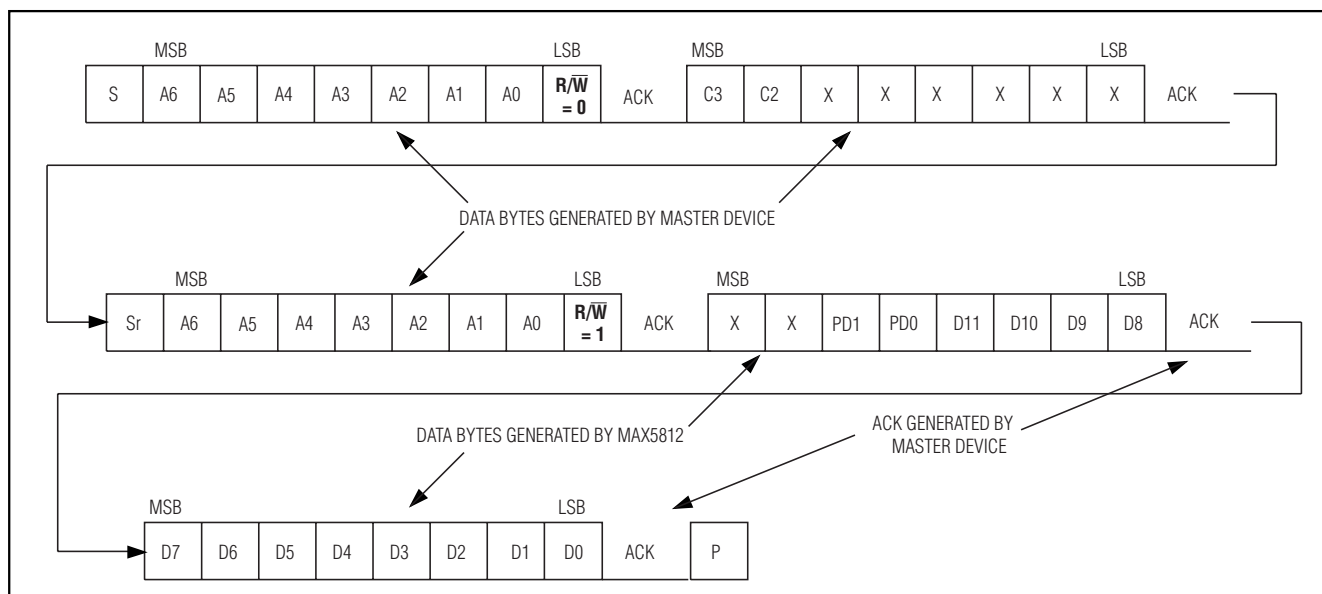 MSB LSB MSB LSB
S A6 A5 A4 A3 A2 A1 A0 R/W̅ = 0 ACK C3 C2 X X X X X X ACK
DATA BYTES GENERATED BY MASTER DEVICE
MSB LSB MSB LSB
Sr A6 A5 A4 A3 A2 A1 A0 R/W̅ = 1 ACK X X PD1 PD0 D11 D10 D9 D8 ACK
DATA BYTES GENERATED BY MAX5812
ACK GENERATED BY
MASTER DEVICE
MSB LSB
D7 D6 D5 D4 D3 D2 D1 D0 ACK P